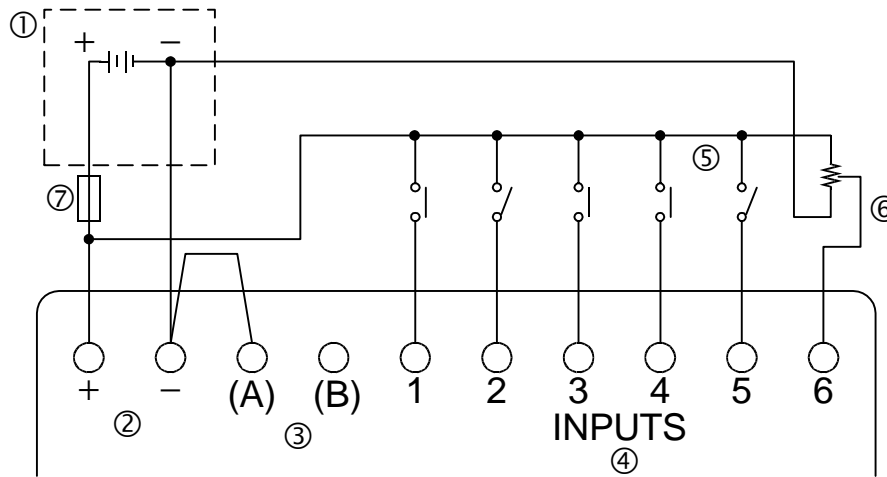 ①
+ −
⑤
⑦
⑥
+ − (A) (B) 1 2 3 4 5 6
INPUTS
② ③ ④